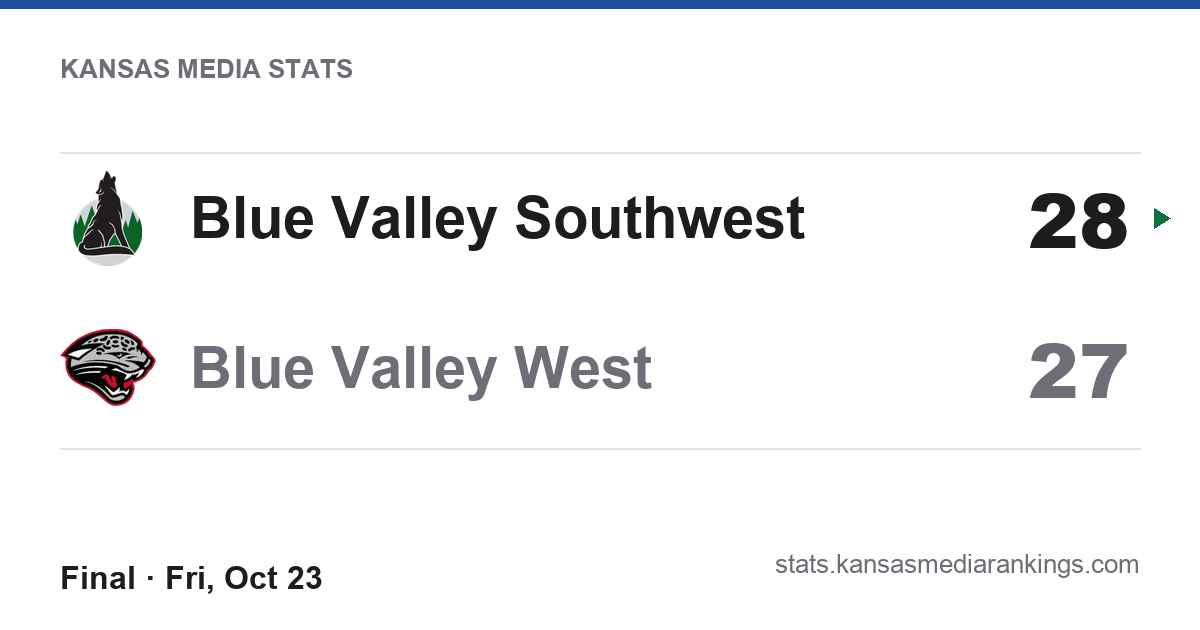 KANSAS MEDIA STATS
Blue Valley Southwest 28
Blue Valley West 27
Final · Fri, Oct 23
stats.kansasmediarankings.com